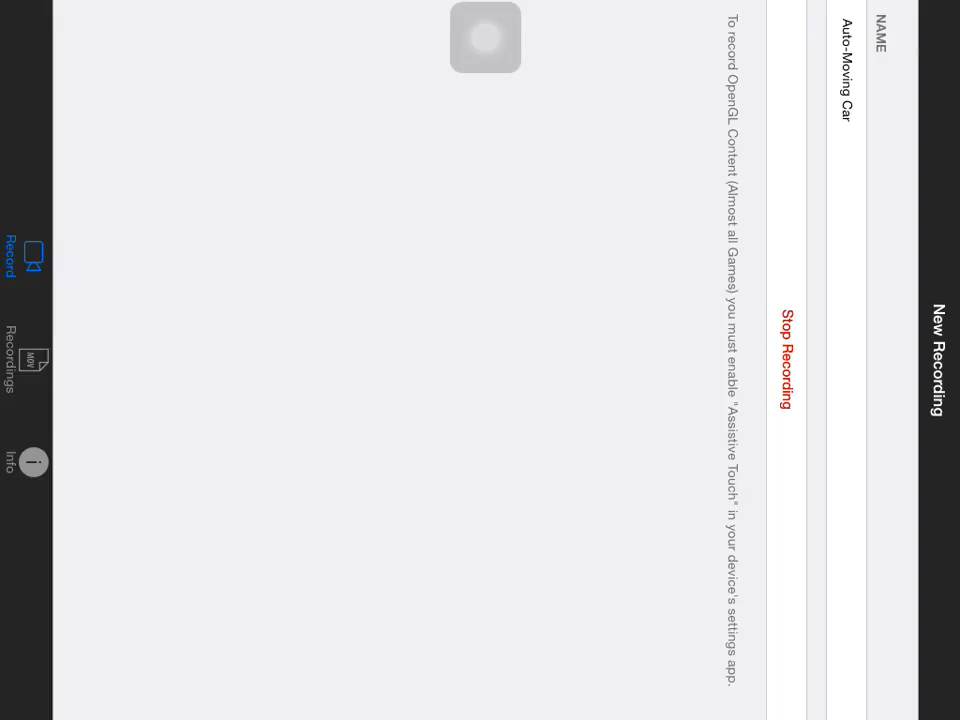 New Recording
NAME
Auto-Moving Car
Stop Recording
To record OpenGL Content (Almost all Games) you must enable "Assistive Touch" in your device's settings app.
MOV
Record
Recordings
Info